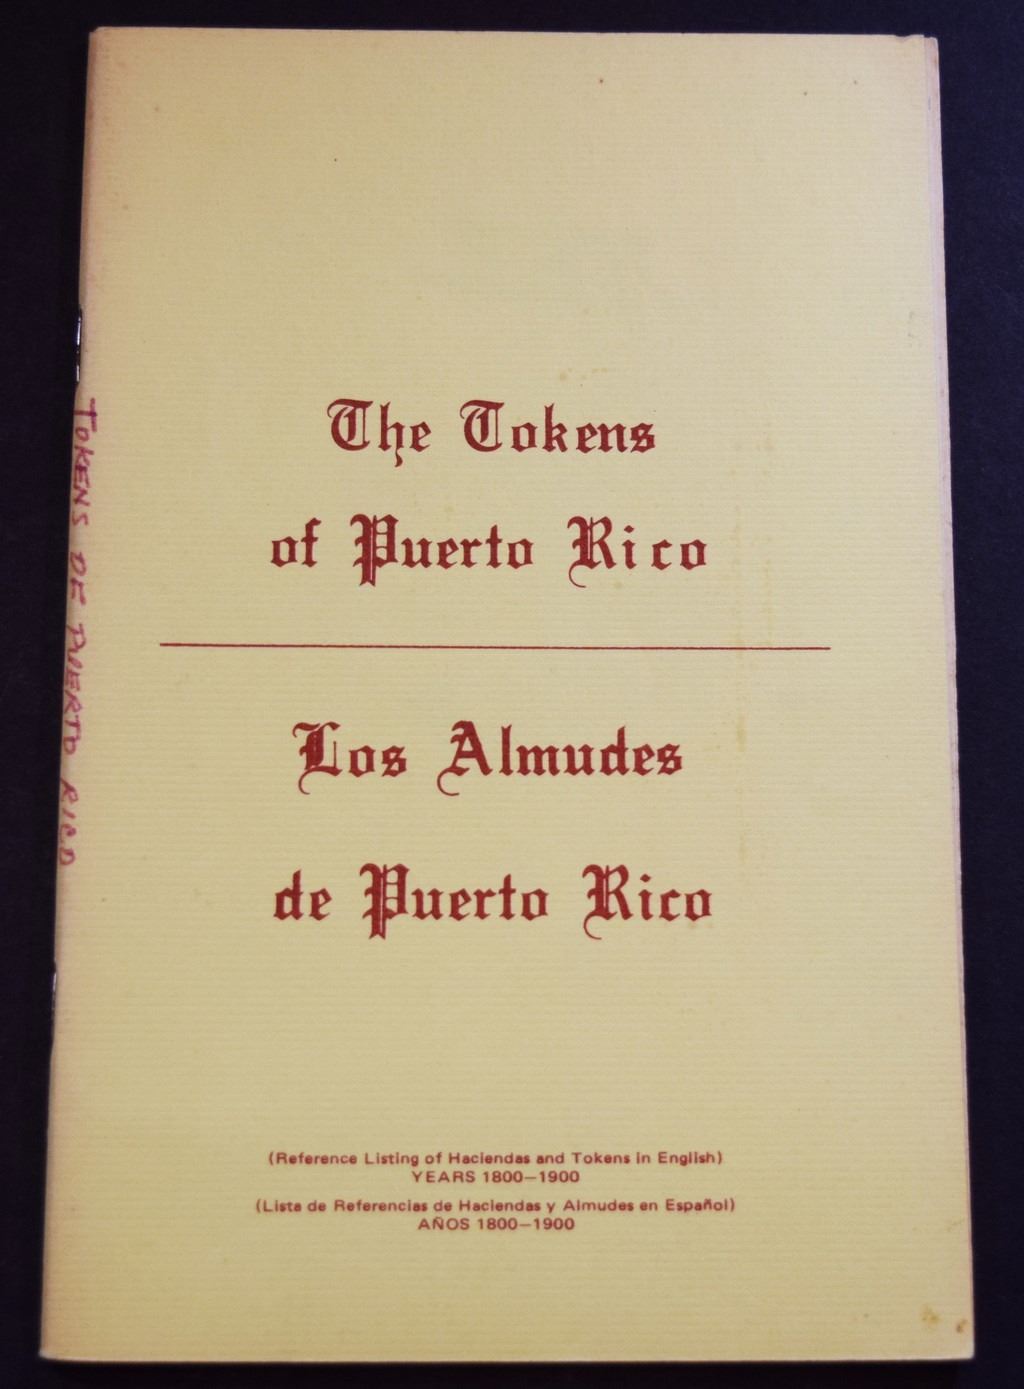 The Tokens
of Puerto Rico
Los Almudes
de Puerto Rico
(Reference Listing of Haciendas and Tokens in English)
YEARS 1800–1900
(Lista de Referencias de Haciendas y Almudes en Español)
AÑOS 1800–1900
TOKENS DE PUERTO RICO